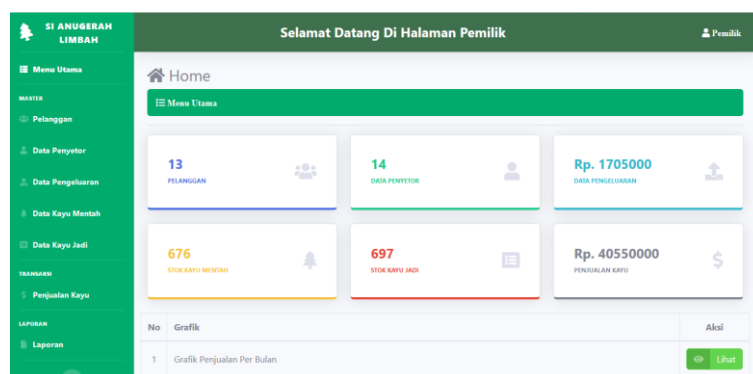 SI ANUGERAH
LIMBAH
Selamat Datang Di Halaman Pemilik
Pemilik
Menu Utama
MASTER
Pelanggan
Data Penyetor
Data Pengeluaran
Data Kayu Mentah
Data Kayu Jadi
TRANSAKSI
Penjualan Kayu
LAPORAN
Laporan
Home
Menu Utama
13
PELANGGAN
14
DATA PENYETOR
Rp. 1705000
DATA PENGELUARAN
676
STOK KAYU MENTAH
697
STOK KAYU JADI
Rp. 40550000
PENJUALAN KAYU
No Grafik Aksi
1 Grafik Penjualan Per Bulan Lihat